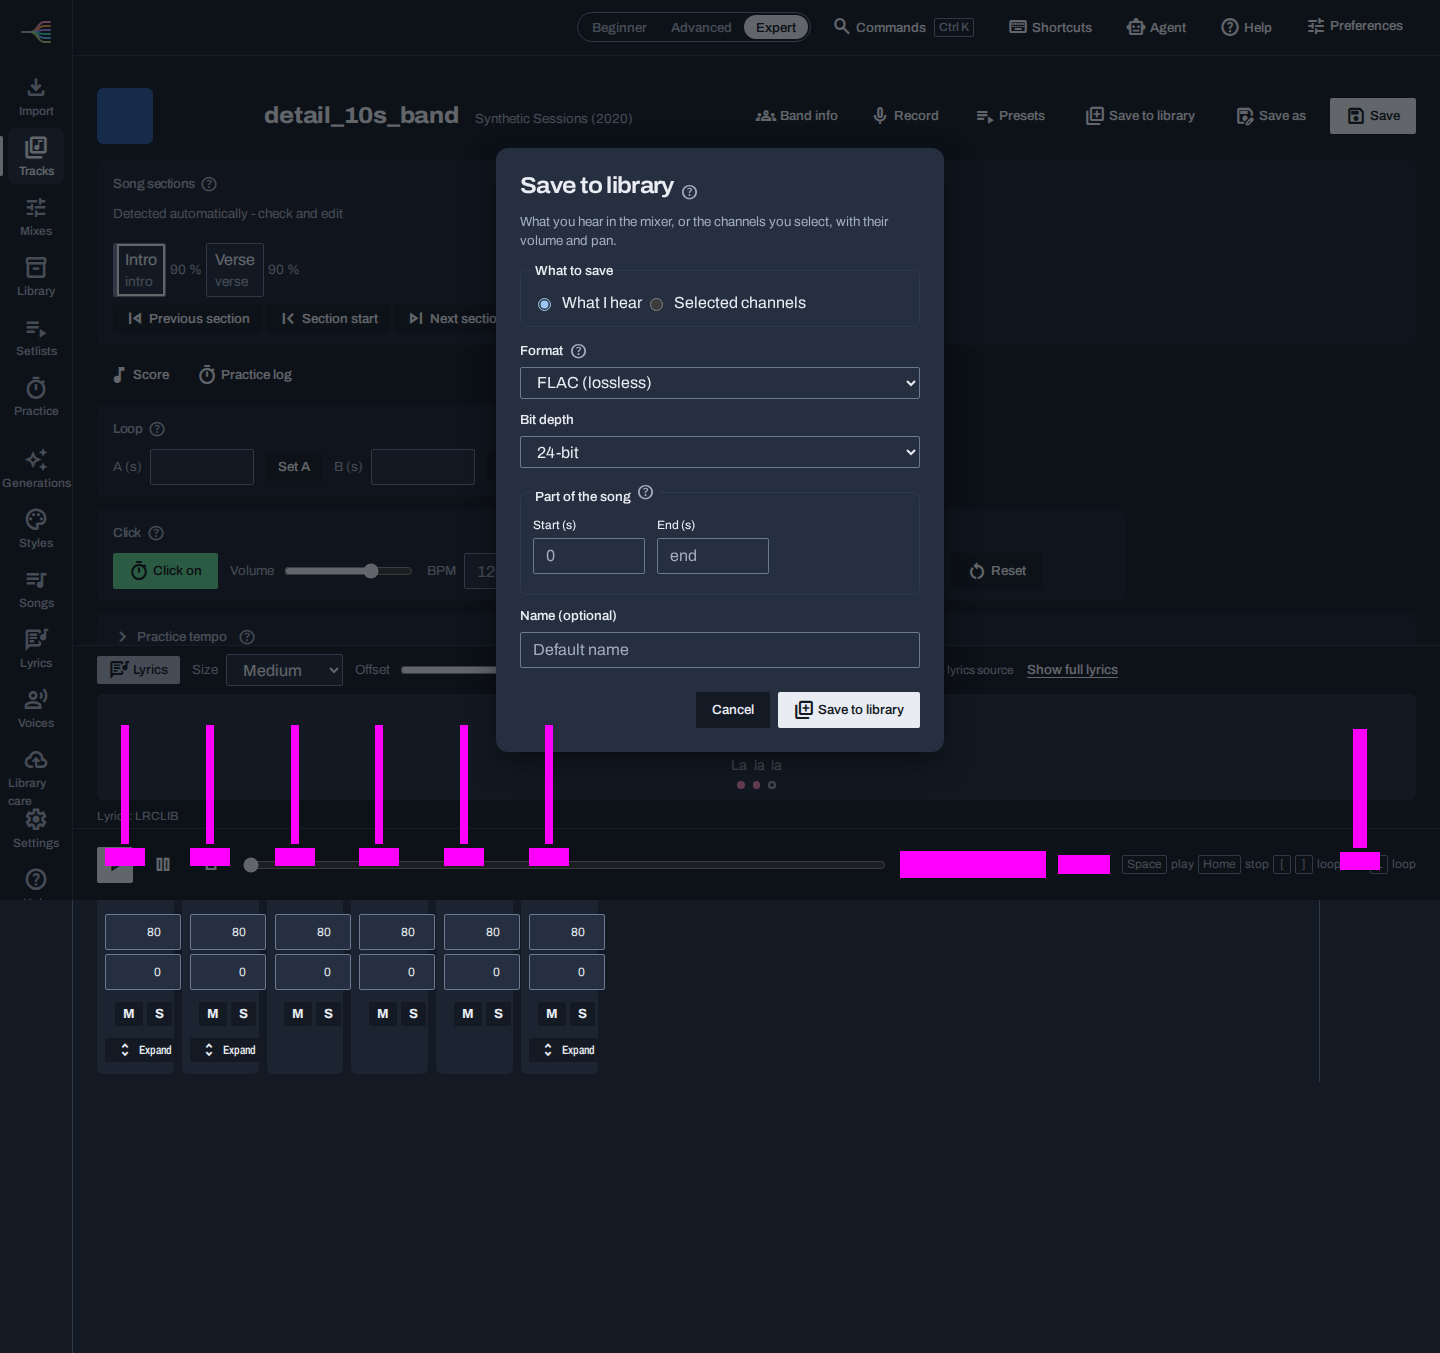 Beginner Advanced Expert Commands Ctrl K Shortcuts Agent Help Preferences
Import
Tracks
Mixes
Library
Setlists
Practice
Generations
Styles
Songs
Lyrics
Voices
Library care
Settings
detail_10s_band Synthetic Sessions (2020) Band info Record Presets Save to library Save as Save
Song sections
Detected automatically - check and edit
Intro 90 % Verse 90 %
intro verse
Previous section Section start Next sectio
Score Practice log
Loop
A (s) Set A B (s)
Click
Click on Volume BPM 12 Reset
Practice tempo
Save to library
What you hear in the mixer, or the channels you select, with their
volume and pan.
What to save
What I hear Selected channels
Format
FLAC (lossless)
Bit depth
24-bit
Part of the song
Start (s) End (s)
0 end
Name (optional)
Default name
Cancel Save to library
Lyrics Size Medium Offset lyrics source Show full lyrics
La la la
LRCLIB
Space play Home stop [ ] loop loop
80 80 80 80 80 80
0 0 0 0 0 0
M S M S M S M S M S M S
Expand Expand Expand